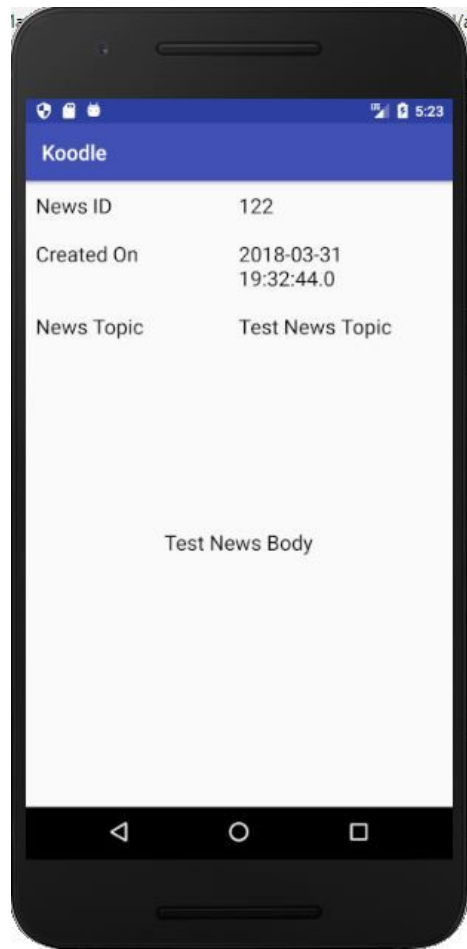 5:23
Koodle
News ID 122
Created On 2018-03-31
19:32:44.0
News Topic Test News Topic
Test News Body